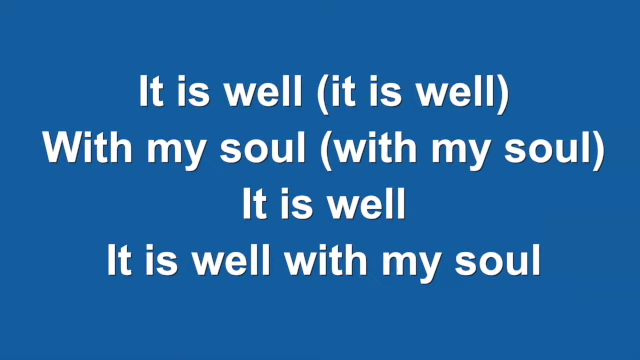 It is well (it is well)
With my soul (with my soul)
It is well
It is well with my soul